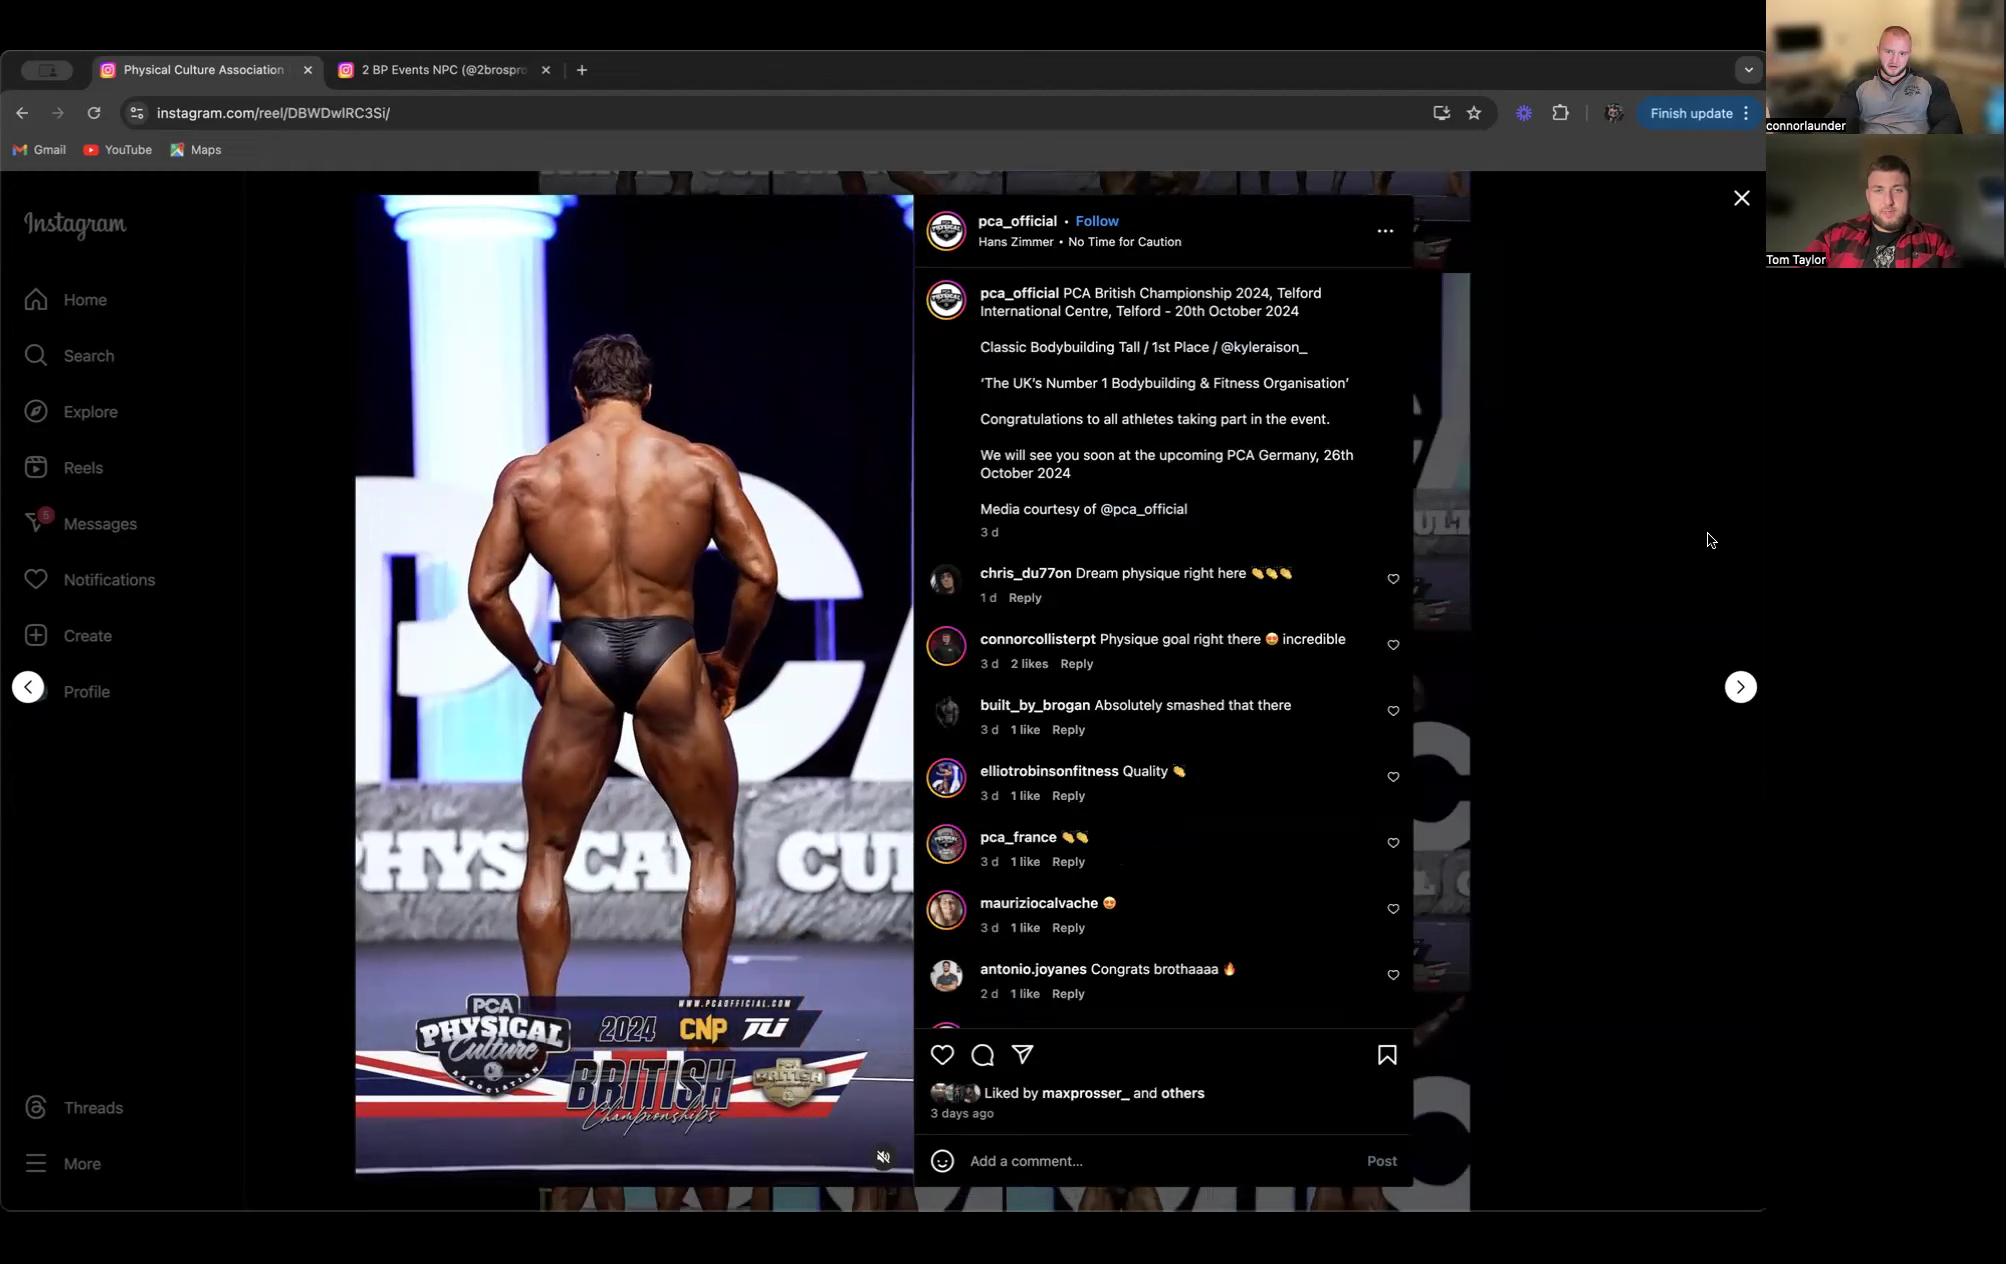 Physical Culture Association
2 BP Events NPC (@2brospro
instagram.com/reel/DBWDwlRC3Si/
Finish update
Gmail
YouTube
Maps
connorlaunder
Tom Taylor
Instagram
Home
Search
Explore
Reels
5
Messages
Notifications
Create
Profile
Threads
More
PCA
PHYSICAL CUL
WWW.PCAOFFICIAL.COM
PCA
PHYSICAL
Culture
ASSOCIATION
2024 CNP
BRITISH
Championships
pca_official • Follow
Hans Zimmer • No Time for Caution
pca_official PCA British Championship 2024, Telford
International Centre, Telford - 20th October 2024
Classic Bodybuilding Tall / 1st Place / @kyleraison_
‘The UK’s Number 1 Bodybuilding & Fitness Organisation’
Congratulations to all athletes taking part in the event.
We will see you soon at the upcoming PCA Germany, 26th
October 2024
Media courtesy of @pca_official
3 d
chris_du77on Dream physique right here 👏👏👏
1 d Reply
connorcollisterpt Physique goal right there 😍 incredible
3 d 2 likes Reply
built_by_brogan Absolutely smashed that there
3 d 1 like Reply
elliotrobinsonfitness Quality 👏
3 d 1 like Reply
pca_france 👏👏
3 d 1 like Reply
mauriziocalvache 😍
3 d 1 like Reply
antonio.joyanes Congrats brothaaaa 🔥
2 d 1 like Reply
Liked by maxprosser_ and others
3 days ago
Add a comment...
Post